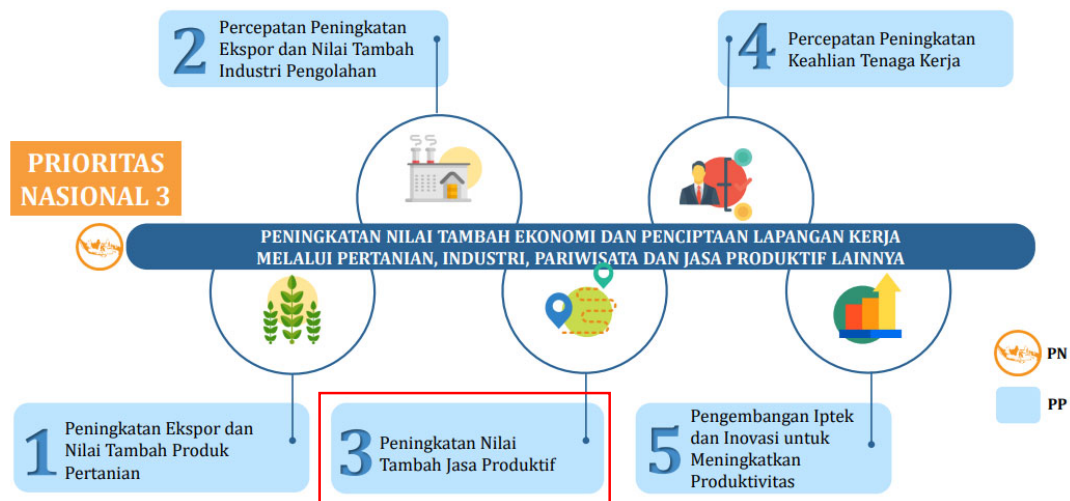 2
Percepatan Peningkatan
Ekspor dan Nilai Tambah
Industri Pengolahan
4
Percepatan Peningkatan
Keahlian Tenaga Kerja
PRIORITAS
NASIONAL 3
PENINGKATAN NILAI TAMBAH EKONOMI DAN PENCIPTAAN LAPANGAN KERJA
MELALUI PERTANIAN, INDUSTRI, PARIWISATA DAN JASA PRODUKTIF LAINNYA
PN
PP
1
Peningkatan Ekspor dan
Nilai Tambah Produk
Pertanian
3
Peningkatan Nilai
Tambah Jasa Produktif
5
Pengembangan Iptek
dan Inovasi untuk
Meningkatkan
Produktivitas